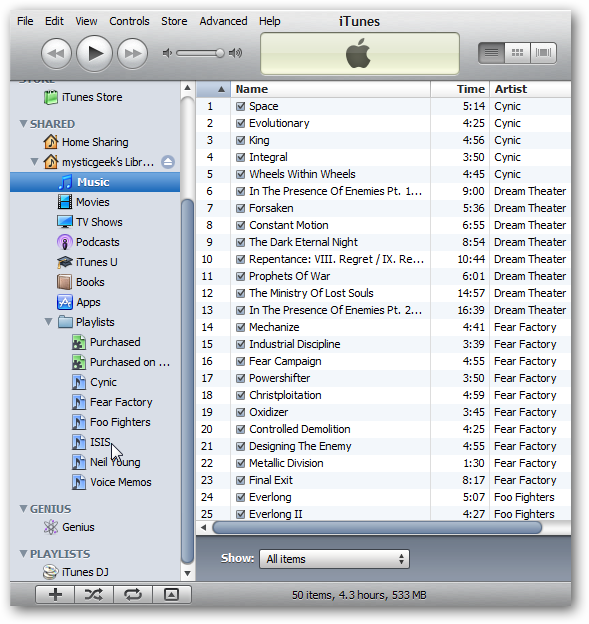 File Edit View Controls Store Advanced Help iTunes
STORE
iTunes Store
SHARED
Home Sharing
mysticgeek's Libr...
Music
Movies
TV Shows
Podcasts
iTunes U
Books
Apps
Playlists
Purchased
Purchased on ...
Cynic
Fear Factory
Foo Fighters
ISIS
Neil Young
Voice Memos
GENIUS
Genius
PLAYLISTS
iTunes DJ
Name Time Artist
1 Space 5:14 Cynic
2 Evolutionary 4:25 Cynic
3 King 4:56 Cynic
4 Integral 3:50 Cynic
5 Wheels Within Wheels 4:45 Cynic
6 In The Presence Of Enemies Pt. 1... 9:00 Dream Theater
7 Forsaken 5:36 Dream Theater
8 Constant Motion 6:55 Dream Theater
9 The Dark Eternal Night 8:54 Dream Theater
10 Repentance: VIII. Regret / IX. Re... 10:44 Dream Theater
11 Prophets Of War 6:01 Dream Theater
12 The Ministry Of Lost Souls 14:57 Dream Theater
13 In The Presence Of Enemies Pt. 2... 16:39 Dream Theater
14 Mechanize 4:41 Fear Factory
15 Industrial Discipline 3:39 Fear Factory
16 Fear Campaign 4:55 Fear Factory
17 Powershifter 3:50 Fear Factory
18 Christploitation 4:59 Fear Factory
19 Oxidizer 3:45 Fear Factory
20 Controlled Demolition 4:25 Fear Factory
21 Designing The Enemy 4:55 Fear Factory
22 Metallic Division 1:30 Fear Factory
23 Final Exit 8:17 Fear Factory
24 Everlong 5:07 Foo Fighters
25 Everlong II 4:27 Foo Fighters
Show: All items
50 items, 4.3 hours, 533 MB